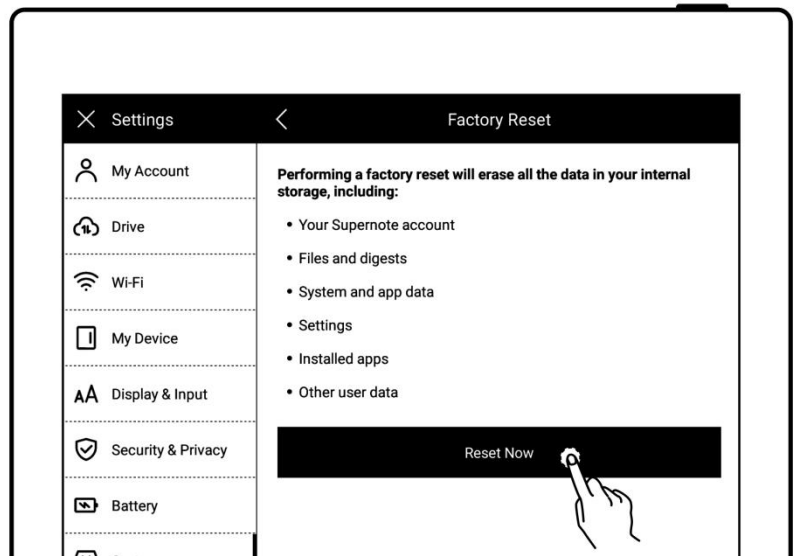 Settings
Factory Reset
My Account
Drive
Wi-Fi
My Device
Display & Input
Security & Privacy
Battery
Performing a factory reset will erase all the data in your internal
storage, including:
• Your Supernote account
• Files and digests
• System and app data
• Settings
• Installed apps
• Other user data
Reset Now